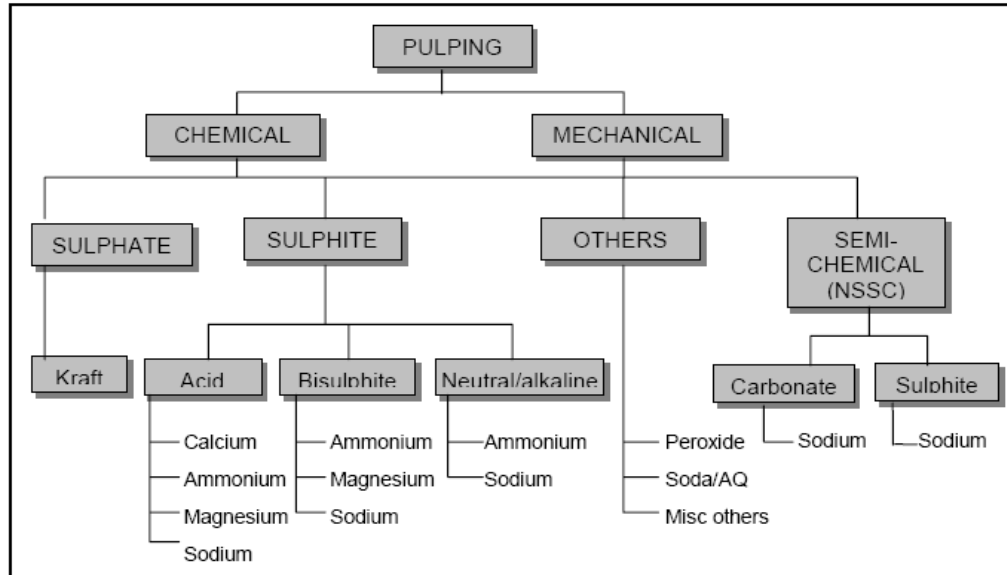 PULPING
CHEMICAL
MECHANICAL
SULPHATE
SULPHITE
OTHERS
SEMI-
CHEMICAL
(NSSC)
Kraft
Acid
Bisulphite
Neutral/alkaline
Carbonate
Sulphite
Calcium
Ammonium
Magnesium
Sodium
Ammonium
Magnesium
Sodium
Ammonium
Sodium
Peroxide
Soda/AQ
Misc others
Sodium
Sodium